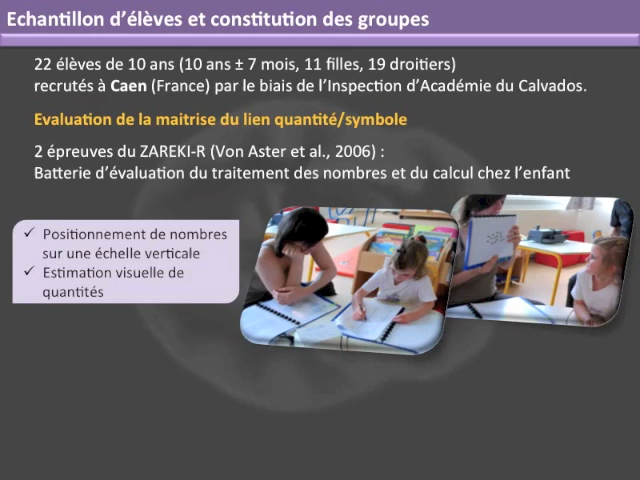 Echantillon d'élèves et constitution des groupes
22 élèves de 10 ans (10 ans ± 7 mois, 11 filles, 19 droitiers)
recrutés à Caen (France) par le biais de l'Inspection d'Académie du Calvados.
Evaluation de la maitrise du lien quantité/symbole
2 épreuves du ZAREKI-R (Von Aster et al., 2006) :
Batterie d'évaluation du traitement des nombres et du calcul chez l'enfant
✓ Positionnement de nombres
sur une échelle verticale
✓ Estimation visuelle de
quantités